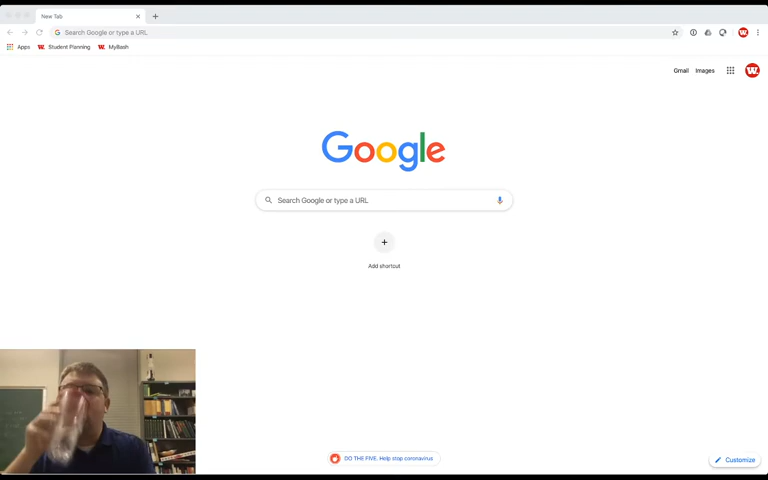 New Tab
Search Google or type a URL
Apps
W. Student Planning
W. MyBash
W.
Gmail
Images
W.
Google
Search Google or type a URL
Add shortcut
DO THE FIVE. Help stop coronavirus
Customize